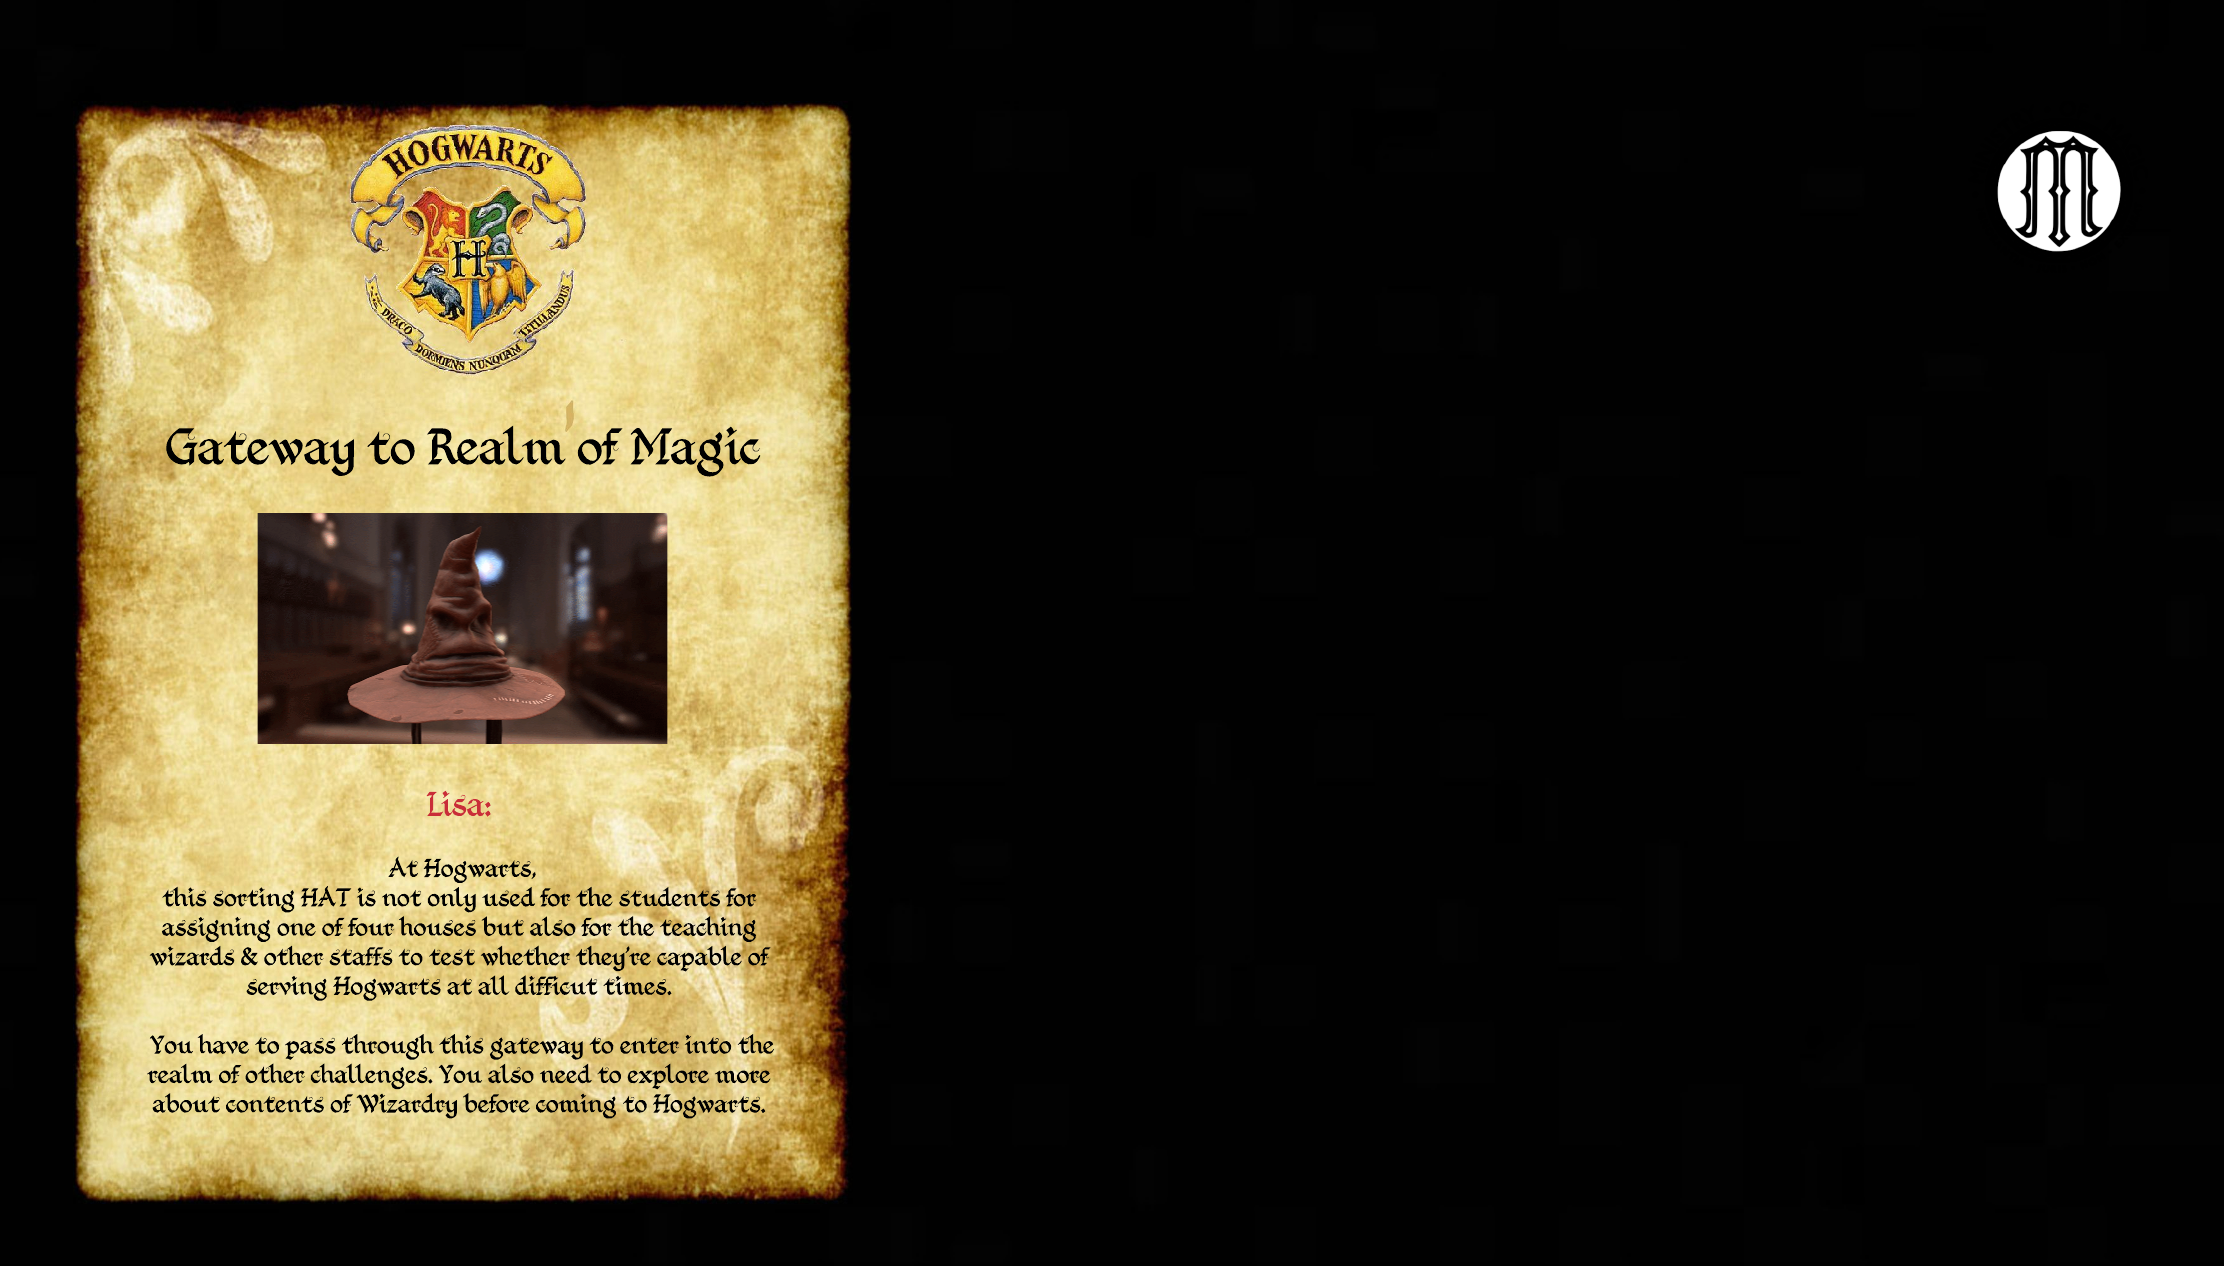 HOGWARTS
H
DRACO DORMIENS NUNQUAM TITILLANDUS
Gateway to Realm of Magic
Lisa:
At Hogwarts,
this sorting HAT is not only used for the students for
assigning one of four houses but also for the teaching
wizards & other staffs to test whether they're capable of
serving Hogwarts at all difficut times.
You have to pass through this gateway to enter into the
realm of other challenges. You also need to explore more
about contents of Wizardry before coming to Hogwarts.
M